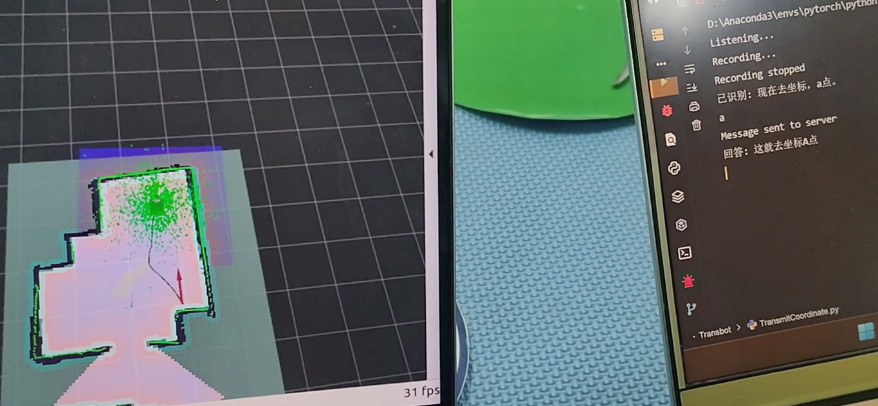 D:\Anaconda3\envs\pytorch\python
Listening...
Recording...
Recording stopped
已识别: 现在去坐标，a点。
a
Message sent to server
回答: 这就去坐标A点
Transbot > TransmitCoordinate.py
31 fps